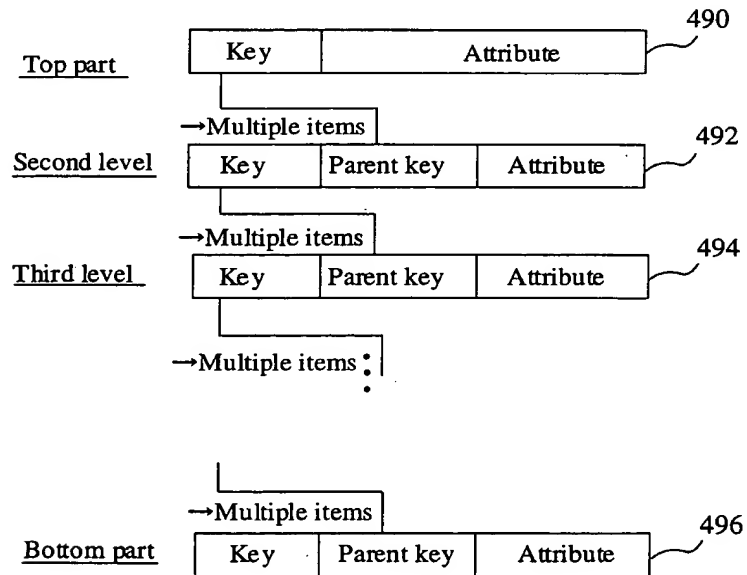 490
Top part Key Attribute
→Multiple items
492
Second level Key Parent key Attribute
→Multiple items
494
Third level Key Parent key Attribute
→Multiple items
→Multiple items
496
Bottom part Key Parent key Attribute